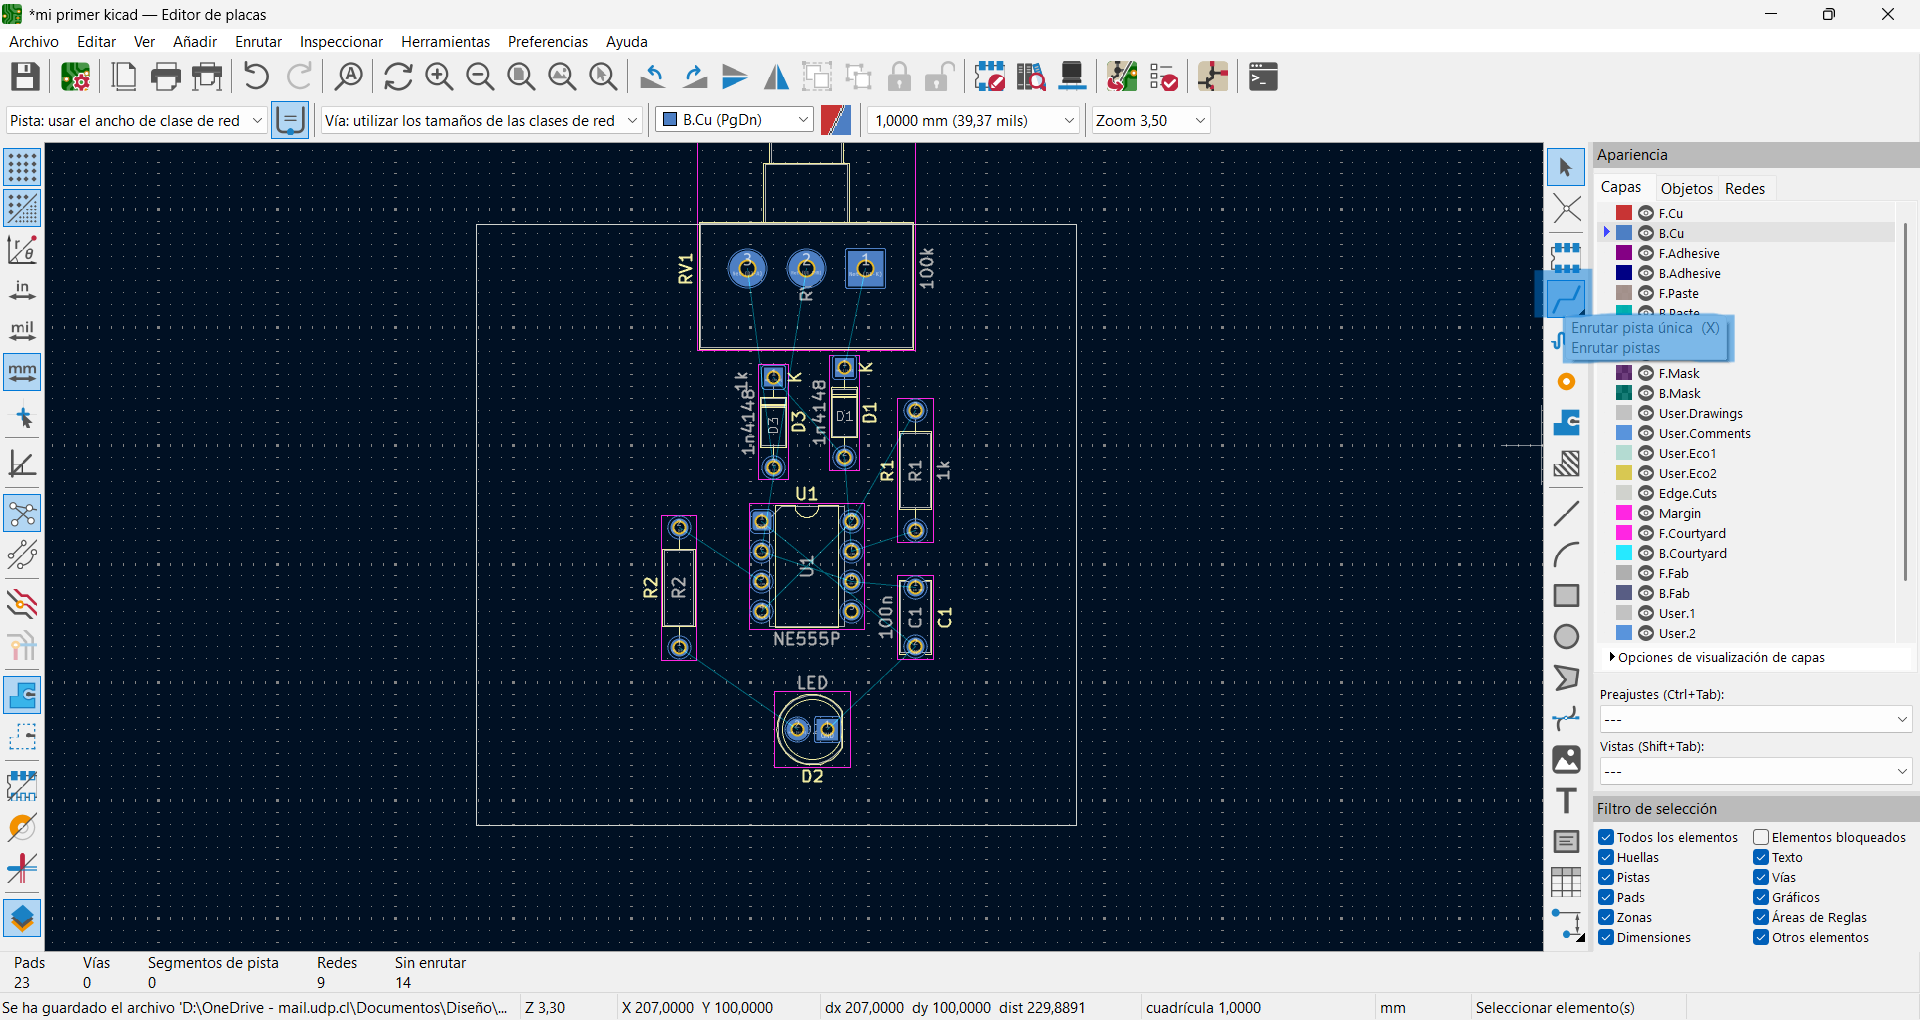 *mi primer kicad — Editor de placas
Archivo Editar Ver Añadir Enrutar Inspeccionar Herramientas Preferencias Ayuda
Pista: usar el ancho de clase de red
Vía: utilizar los tamaños de las clases de red
B.Cu (PgDn)
1,0000 mm (39,37 mils)
Zoom 3,50
in
mil
mm
RV1
3
2
1
100k
K
K
1k
1n4148
D3
D3
1n4148
D1
D1
R1
R1
1k
U1
U1
NE555P
R2
R2
100n
C1
C1
LED
D2
Apariencia
Capas Objetos Redes
F.Cu
B.Cu
F.Adhesive
B.Adhesive
F.Paste
B.Paste
Enrutar pista única (X)
Enrutar pistas
F.Mask
B.Mask
User.Drawings
User.Comments
User.Eco1
User.Eco2
Edge.Cuts
Margin
F.Courtyard
B.Courtyard
F.Fab
B.Fab
User.1
User.2
Opciones de visualización de capas
Preajustes (Ctrl+Tab):
---
Vistas (Shift+Tab):
---
Filtro de selección
Todos los elementos Elementos bloqueados
Huellas Texto
Pistas Vías
Pads Gráficos
Zonas Áreas de Reglas
Dimensiones Otros elementos
Pads Vías Segmentos de pista Redes Sin enrutar
23 0 0 9 14
Se ha guardado el archivo 'D:\OneDrive - mail.udp.cl\Documentos\Diseño\... Z 3,30 X 207,0000 Y 100,0000 dx 207,0000 dy 100,0000 dist 229,8891 cuadrícula 1,0000 mm Seleccionar elemento(s)